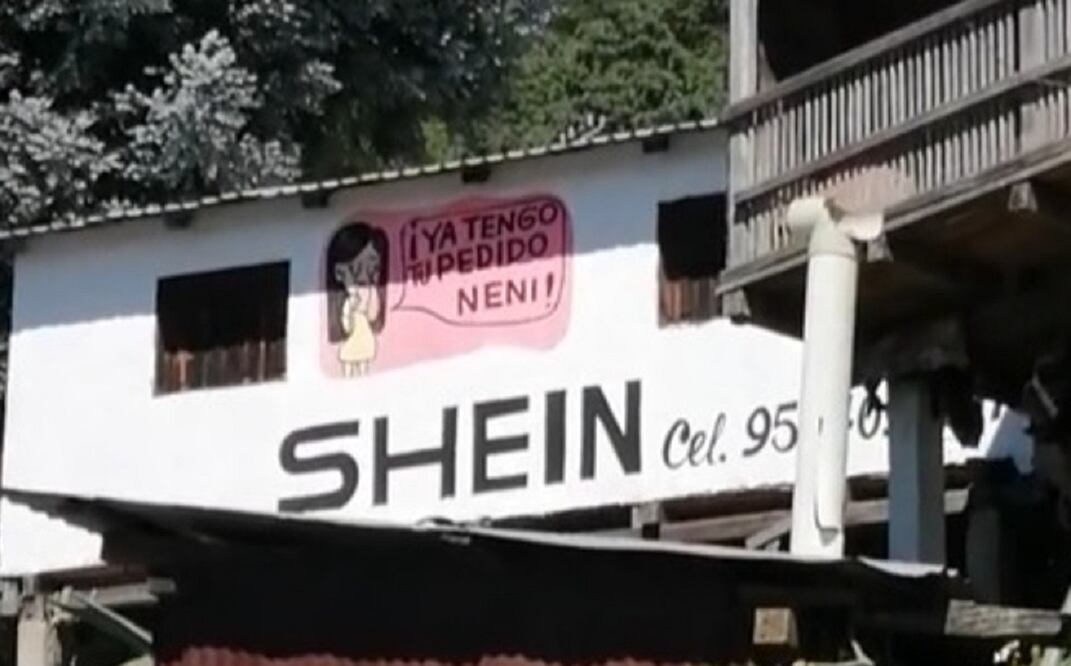 ¡YA TENGO
TU PEDIDO
NENI!
SHEIN Cel. 95